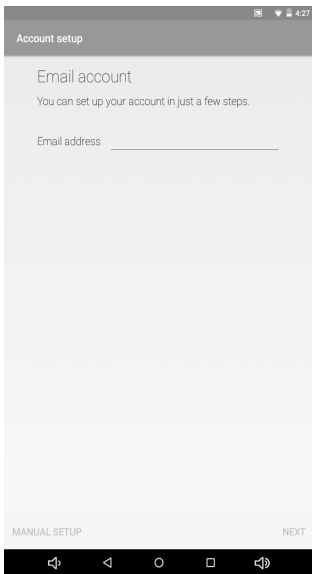 4:27
Account setup
Email account
You can set up your account in just a few steps.
Email address
MANUAL SETUP NEXT